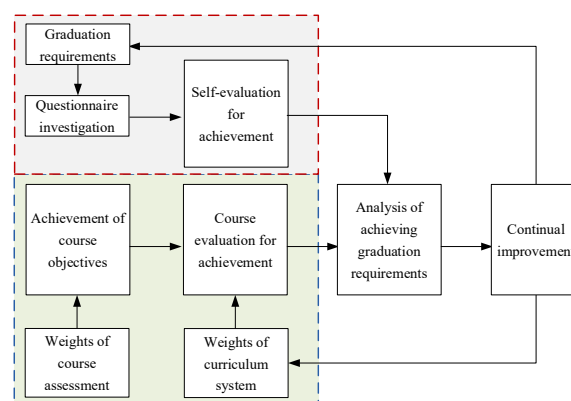 Graduation
requirements
Questionnaire
investigation
Self-evaluation
for
achievement
Achievement of
course
objectives
Course
evaluation for
achievement
Analysis of
achieving
graduation
requirements
Continual
improvement
Weights of
course
assessment
Weights of
curriculum
system